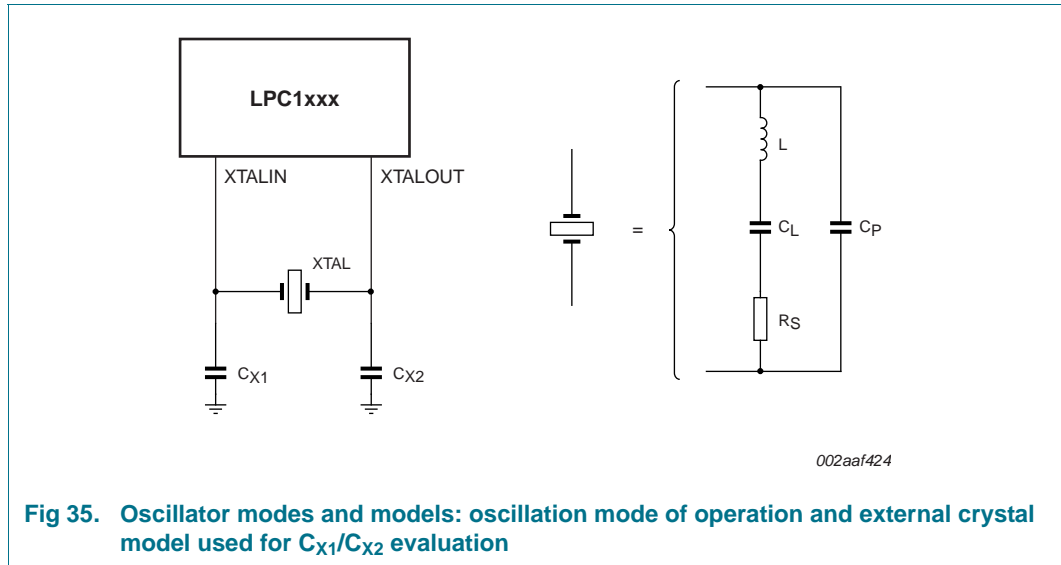 LPC1xxx
XTALIN
XTALOUT
XTAL
CX1
CX2
=
L
CL
CP
RS
002aaf424
Fig 35. Oscillator modes and models: oscillation mode of operation and external crystal
model used for CX1/CX2 evaluation